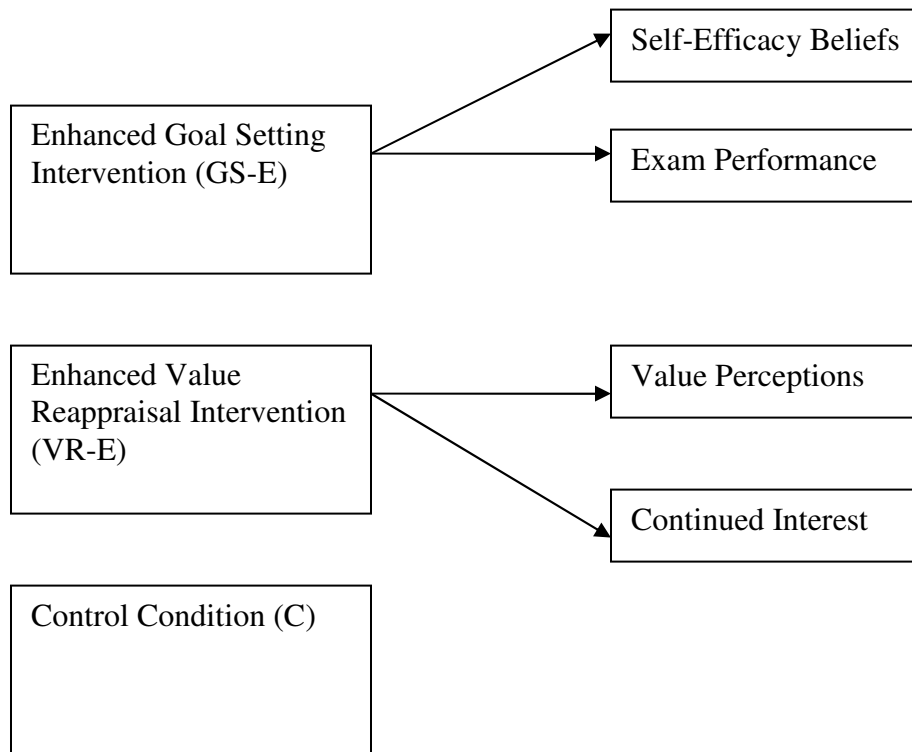 Self-Efficacy Beliefs
Enhanced Goal Setting
Intervention (GS-E)
Exam Performance
Enhanced Value
Reappraisal Intervention
(VR-E)
Value Perceptions
Continued Interest
Control Condition (C)